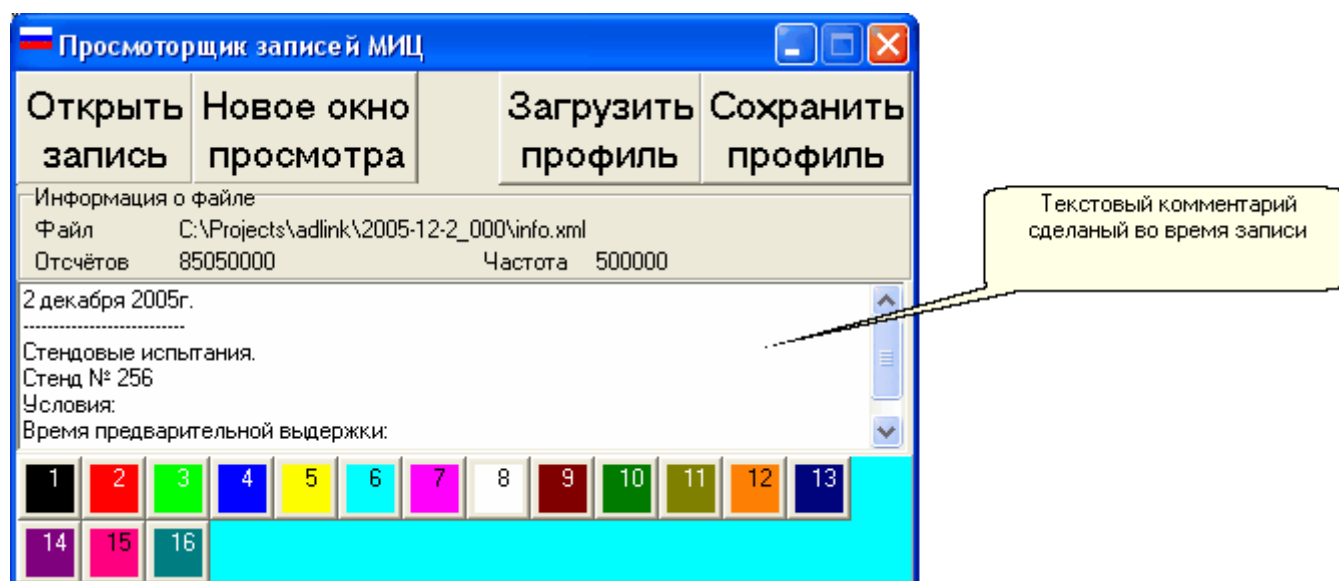 Просмоторщик записей МИЦ
Открыть запись
Новое окно просмотра
Загрузить профиль
Сохранить профиль
Информация о файле
Файл C:\Projects\adlink\2005-12-2_000\info.xml
Отсчётов 85050000 Частота 500000
2 декабря 2005г.
---------------------------
Стендовые испытания.
Стенд № 256
Условия:
Время предварительной выдержки:
1 2 3 4 5 6 7 8 9 10 11 12 13
14 15 16
Текстовый комментарий
сделаный во время записи